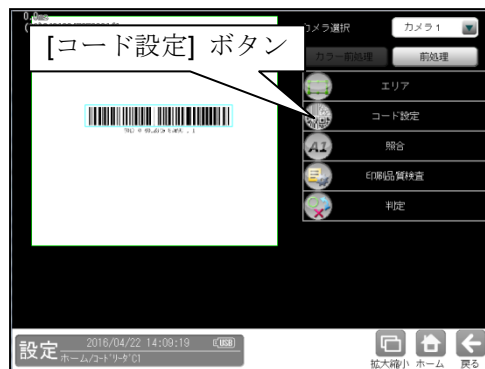 0.0ms
[コード設定] ボタン
カメラ選択
カメラ1
カラー前処理
前処理
エリア
コード設定
照合
印刷品質検査
判定
設定
2016/04/22 14:09:19
USB
ホーム/コードリーダC1
拡大縮小
ホーム
戻る